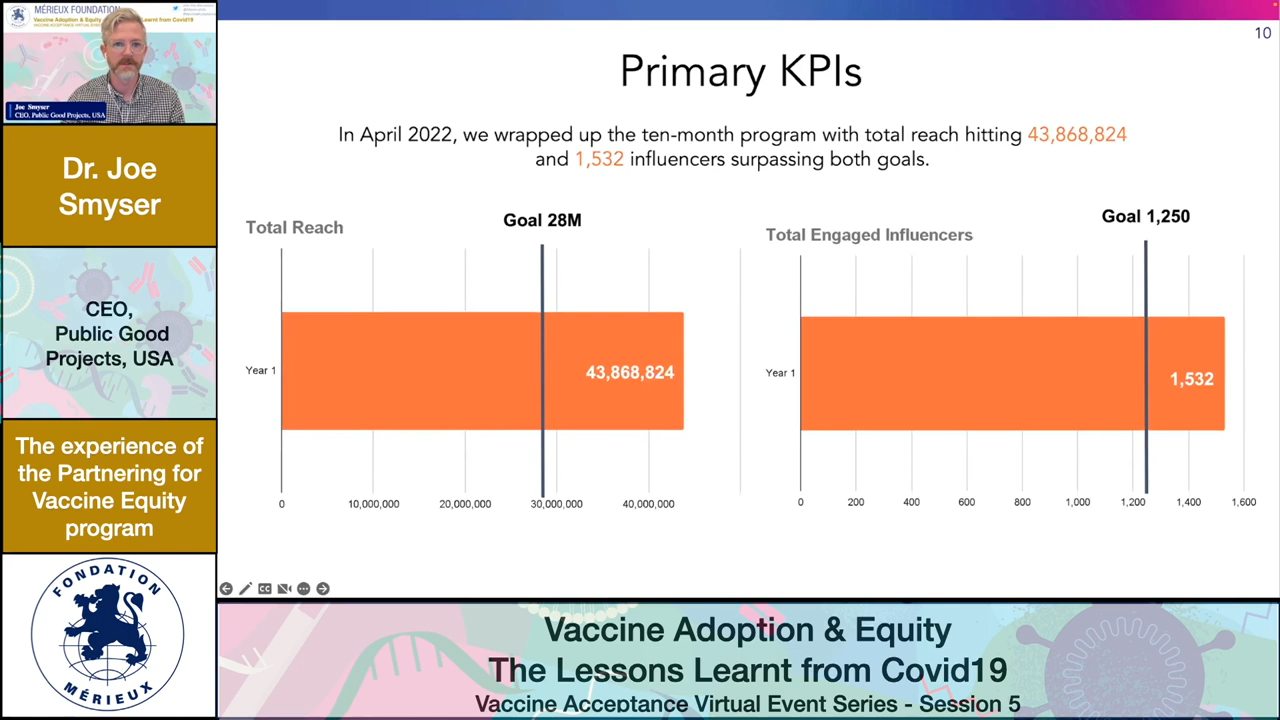 MÉRIEUX FOUNDATION
Vaccine Adoption & Equity
Learnt from Covid19
Joe Smyser
CEO, Public Good Projects, USA
Dr. Joe
Smyser
CEO,
Public Good
Projects, USA
The experience of
the Partnering for
Vaccine Equity
program
FONDATION
MÉRIEUX
10
Primary KPIs
In April 2022, we wrapped up the ten-month program with total reach hitting 43,868,824
and 1,532 influencers surpassing both goals.
Total Reach
Goal 28M
Year 1
43,868,824
0 10,000,000 20,000,000 30,000,000 40,000,000
Total Engaged Influencers
Goal 1,250
Year 1
1,532
0 200 400 600 800 1,000 1,200 1,400 1,600
CC
Vaccine Adoption & Equity
The Lessons Learnt from Covid19
Vaccine Acceptance Virtual Event Series - Session 5